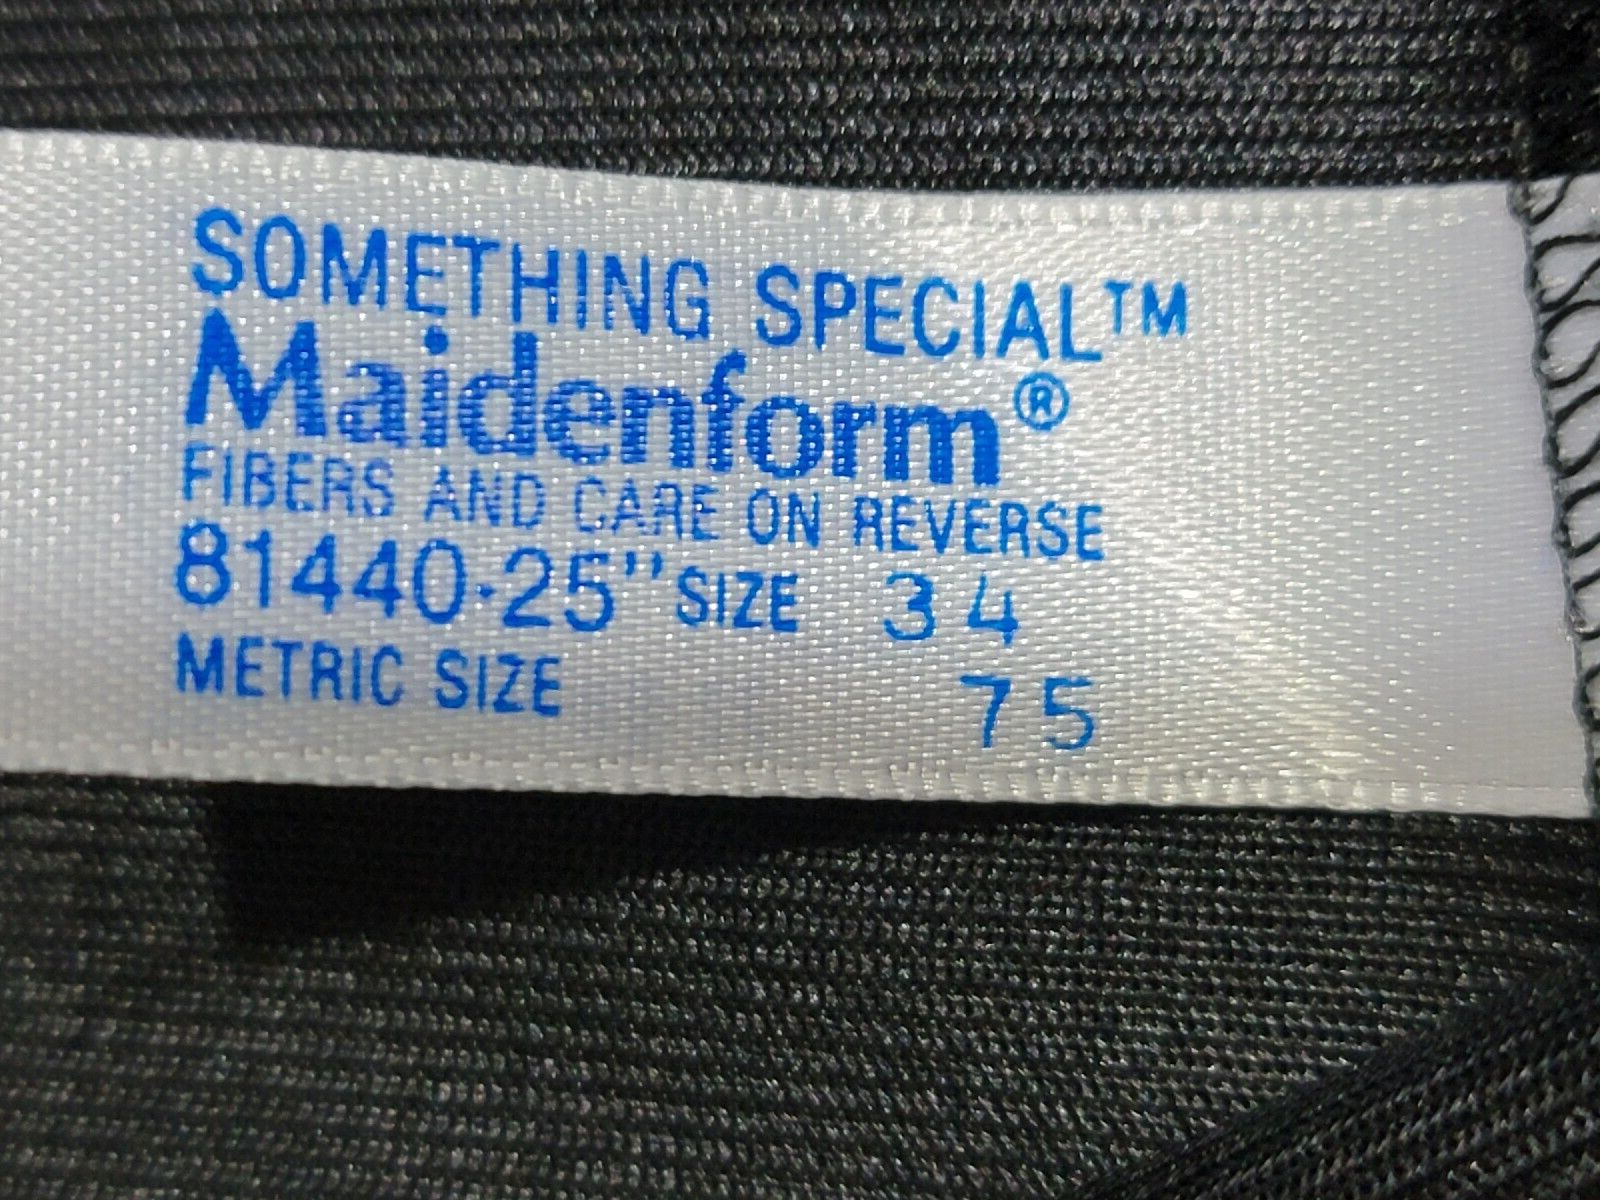 SOMETHING SPECIAL™
Maidenform®
FIBERS AND CARE ON REVERSE
81440·25" SIZE 34
METRIC SIZE 75